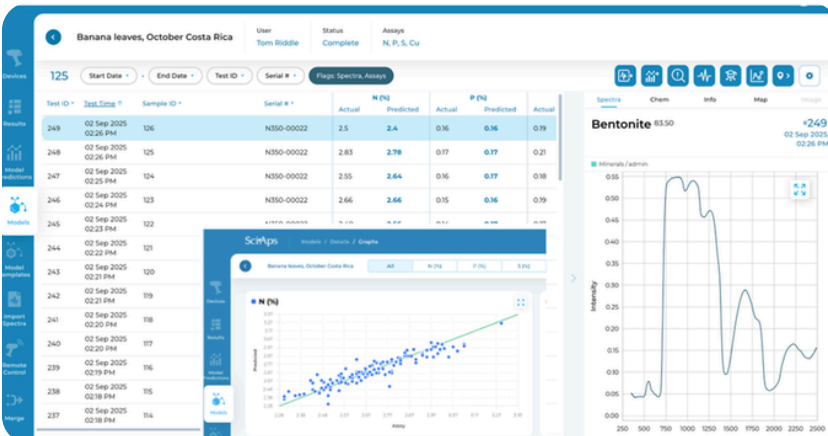 Banana leaves, October Costa Rica
User
Tom Riddle
Status
Complete
Assays
N, P, S, Cu
125
Start Date
-
End Date
Test ID
Serial #
Flags: Spectra, Assays
Devices
Results
Model
Models
Model
Import
Spectra
Remote
Control
Merge
Test ID
Test Time
Sample ID
Serial #
N (%)
P (%)
Actual Predicted Actual Predicted Actual
249 02 Sep 2025 02:26 PM 126 N350-00022 2.5 2.4 0.16 0.16 0.19
248 02 Sep 2025 02:26 PM 125 N350-00022 2.83 2.78 0.17 0.17 0.21
247 02 Sep 2025 02:25 PM 124 N350-00022 2.55 2.64 0.16 0.17 0.18
246 02 Sep 2025 02:24 PM 123 N350-00022 2.66 2.66 0.15 0.16 0.19
245 02 Sep 2025 02:23 PM 122
244 02 Sep 2025 02:22 PM 121
243 02 Sep 2025 02:21 PM 120
242 02 Sep 2025 02:21 PM 119
241 02 Sep 2025 02:20 PM 118
240 02 Sep 2025 02:20 PM 117
239 02 Sep 2025 02:19 PM 116
238 02 Sep 2025 02:18 PM 115
237 02 Sep 2025 02:18 PM 114
SciAps
Models / Details / Graphs
Banana leaves, October Costa Rica
All
N (%)
P (%)
S (%)
Devices
Results
Models
N (%)
Predicted
Assay
Spectra
Chem
Info
Map
Image
Bentonite 83.50
#249
02 Sep 2025
02:26 PM
Minerals / admin
Intensity
0.55
0.50
0.45
0.40
0.35
0.30
0.25
0.20
0.15
0.10
0.05
0.00
250 500 750 1000 1250 1500 1750 2000 2250 2500